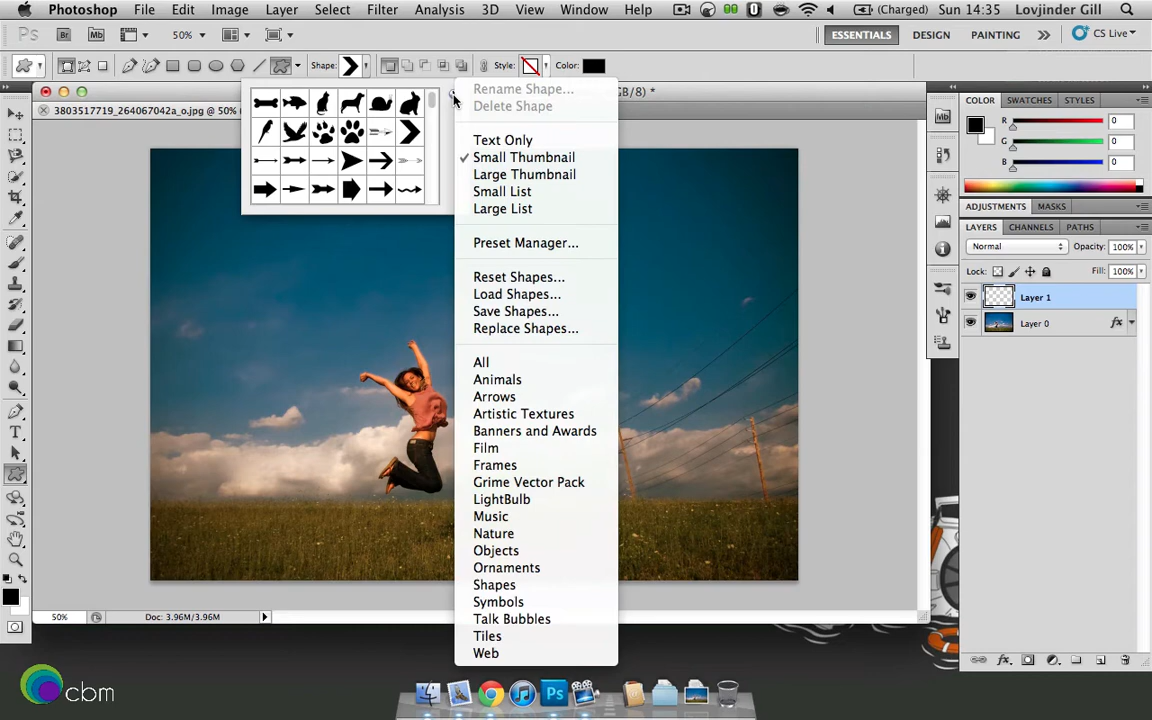 Photoshop File Edit Image Layer Select Filter Analysis 3D View Window Help (Charged) Sun 14:35 Lovjinder Gill
Ps Br Mb 50% ESSENTIALS DESIGN PAINTING CS Live
Shape: Style: Color:
3803517719_264067042a_o.jpg @ 50%
GB/8) *
Rename Shape...
Delete Shape
Text Only
Small Thumbnail
Large Thumbnail
Small List
Large List
Preset Manager...
Reset Shapes...
Load Shapes...
Save Shapes...
Replace Shapes...
All
Animals
Arrows
Artistic Textures
Banners and Awards
Film
Frames
Grime Vector Pack
LightBulb
Music
Nature
Objects
Ornaments
Shapes
Symbols
Talk Bubbles
Tiles
Web
COLOR SWATCHES STYLES
R 0
G 0
B 0
ADJUSTMENTS MASKS
LAYERS CHANNELS PATHS
Normal Opacity: 100%
Lock: Fill: 100%
Layer 1
Layer 0 fx
50% Doc: 3.96M/3.96M
cbm
Ps